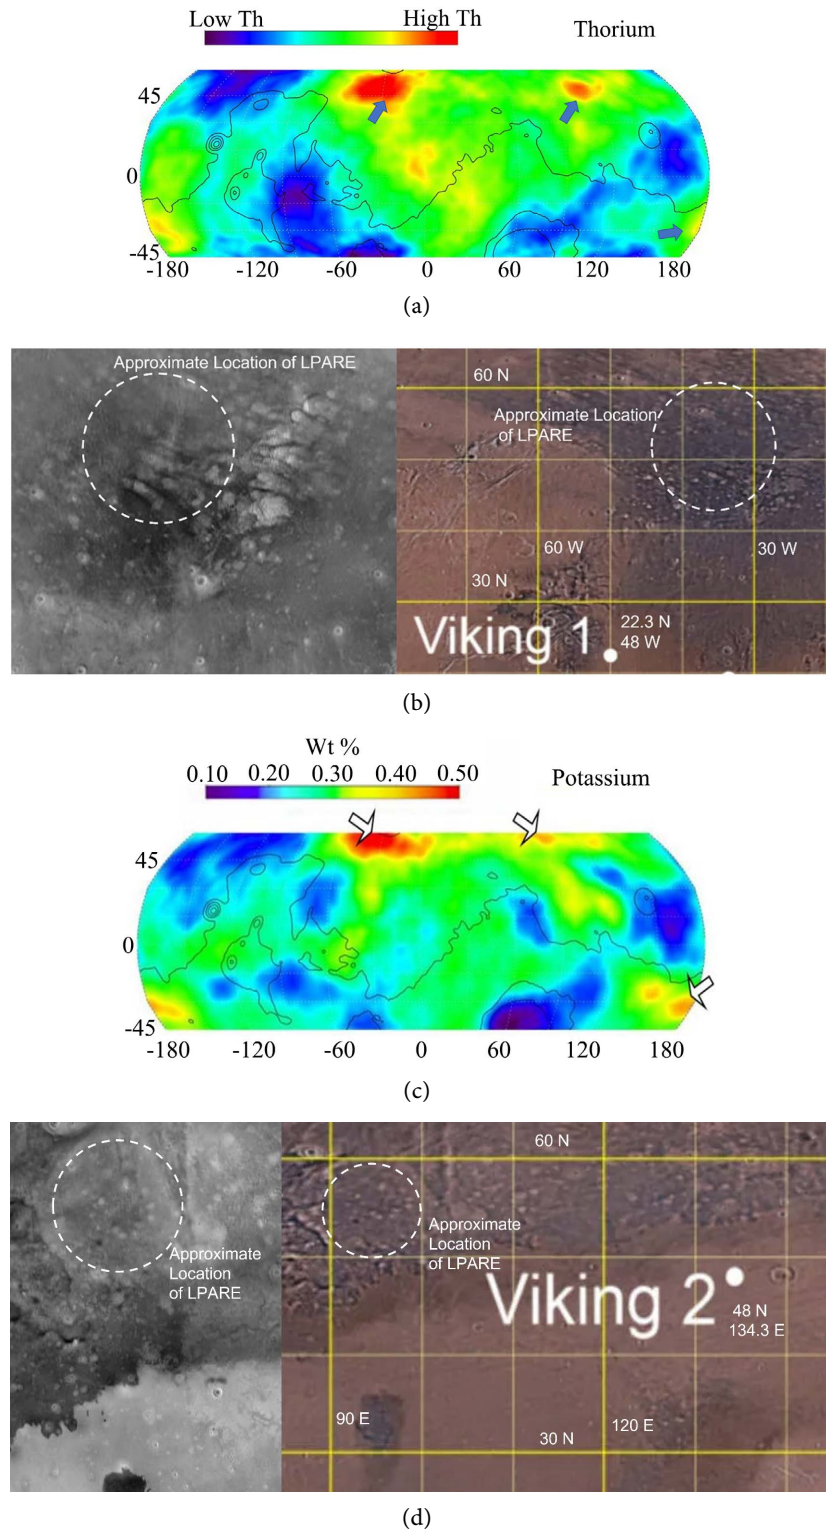 Low Th High Th
Thorium
45
0
-45
-180 -120 -60 0 60 120 180
(a)
Approximate Location of LPARE
60 N
Approximate Location
of LPARE
60 W
30 W
30 N
22.3 N
48 W
Viking 1
(b)
Wt %
0.10 0.20 0.30 0.40 0.50
Potassium
45
0
-45
-180 -120 -60 0 60 120 180
(c)
60 N
Approximate
Location
of LPARE
Approximate
Location
of LPARE
Viking 2
48 N
134.3 E
90 E
120 E
30 N
(d)